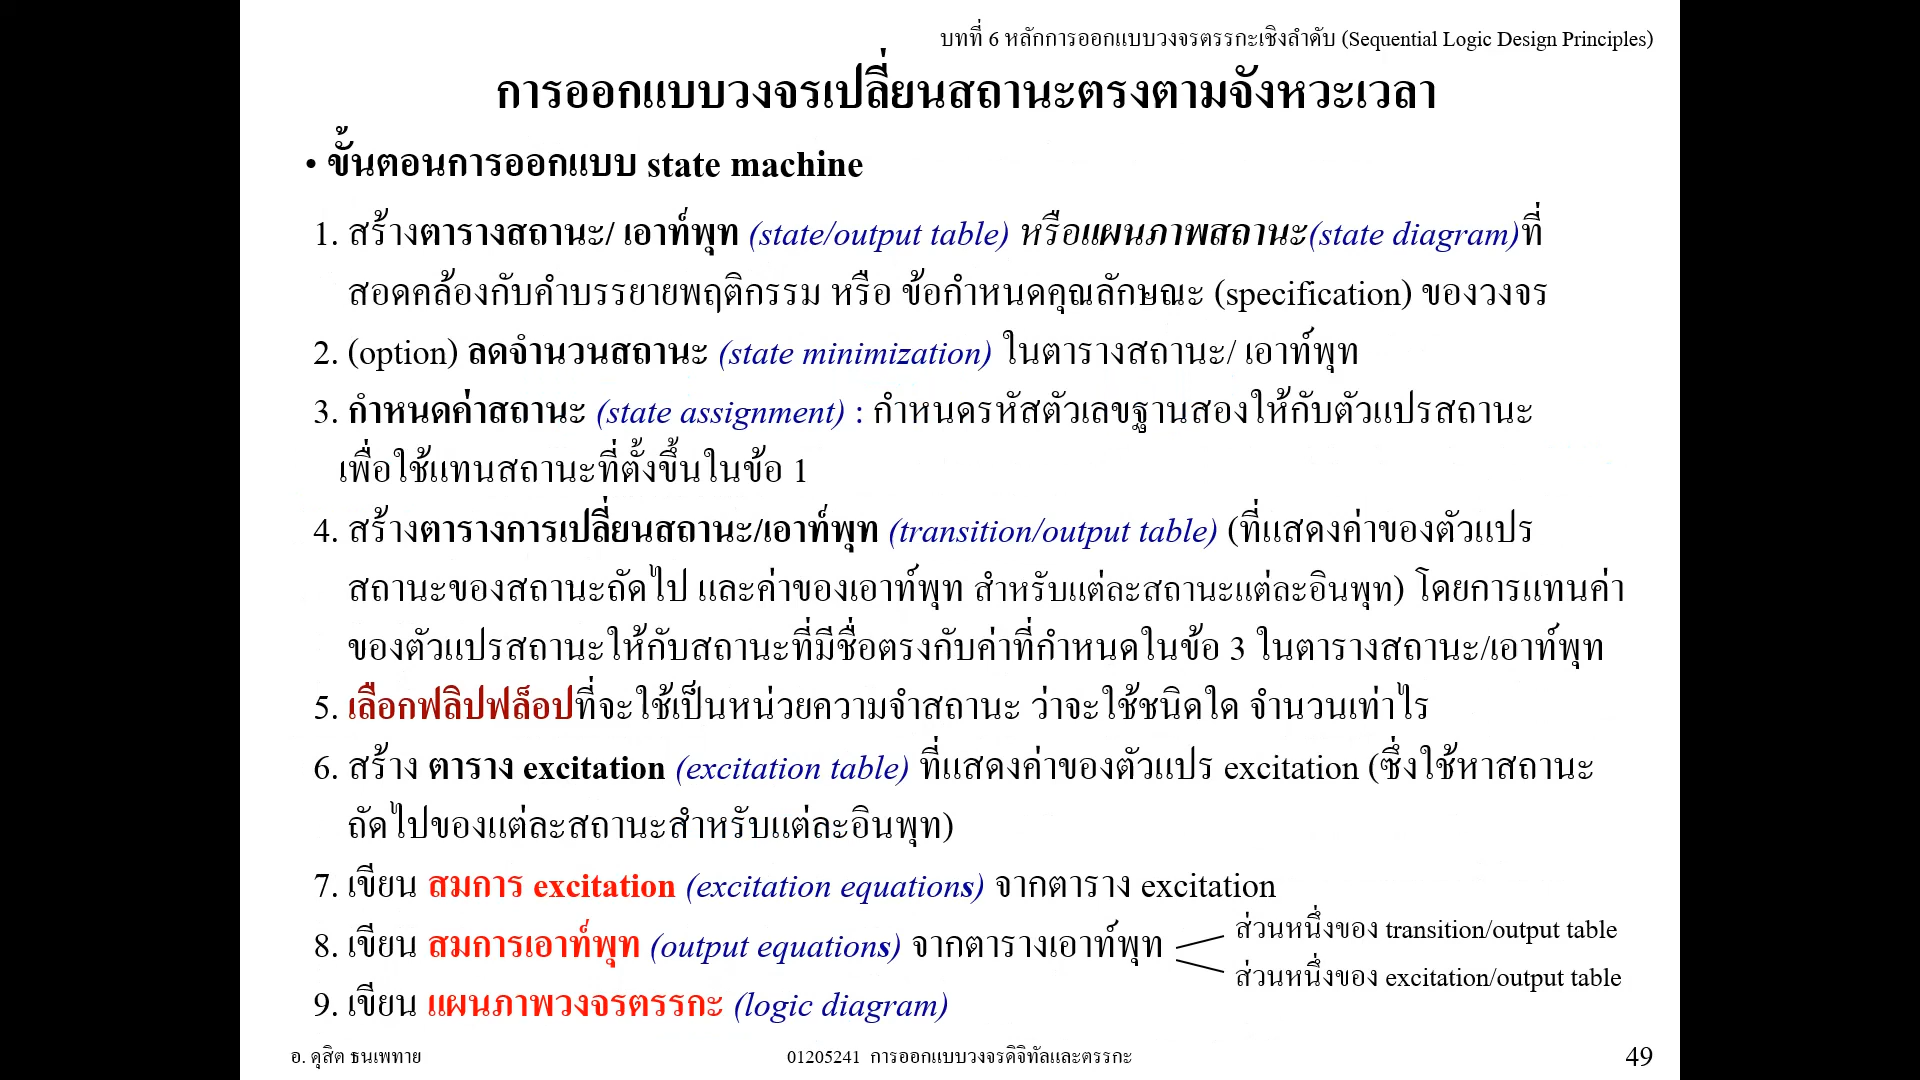 บทที่ 6 หลักการออกแบบวงจรตรรกะเชิงลำดับ (Sequential Logic Design Principles)
การออกแบบวงจรเปลี่ยนสถานะตรงตามจังหวะเวลา
• ขั้นตอนการออกแบบ state machine
1. สร้างตารางสถานะ/ เอาท์พุท (state/output table) หรือแผนภาพสถานะ(state diagram)ที่
สอดคล้องกับคำบรรยายพฤติกรรม หรือ ข้อกำหนดคุณลักษณะ (specification) ของวงจร
2. (option) ลดจำนวนสถานะ (state minimization) ในตารางสถานะ/ เอาท์พุท
3. กำหนดค่าสถานะ (state assignment) : กำหนดรหัสตัวเลขฐานสองให้กับตัวแปรสถานะ
เพื่อใช้แทนสถานะที่ตั้งขึ้นในข้อ 1
4. สร้างตารางการเปลี่ยนสถานะ/เอาท์พุท (transition/output table) (ที่แสดงค่าของตัวแปร
สถานะของสถานะถัดไป และค่าของเอาท์พุท สำหรับแต่ละสถานะแต่ละอินพุท) โดยการแทนค่า
ของตัวแปรสถานะให้กับสถานะที่มีชื่อตรงกับค่าที่กำหนดในข้อ 3 ในตารางสถานะ/เอาท์พุท
5. เลือกฟลิปฟล็อปที่จะใช้เป็นหน่วยความจำสถานะ ว่าจะใช้ชนิดใด จำนวนเท่าไร
6. สร้าง ตาราง excitation (excitation table) ที่แสดงค่าของตัวแปร excitation (ซึ่งใช้หาสถานะ
ถัดไปของแต่ละสถานะสำหรับแต่ละอินพุท)
7. เขียน สมการ excitation (excitation equations) จากตาราง excitation
8. เขียน สมการเอาท์พุท (output equations) จากตารางเอาท์พุท
ส่วนหนึ่งของ transition/output table
ส่วนหนึ่งของ excitation/output table
9. เขียน แผนภาพวงจรตรรกะ (logic diagram)
อ. ดุสิต ธนเพทาย
01205241 การออกแบบวงจรดิจิทัลและตรรกะ
49